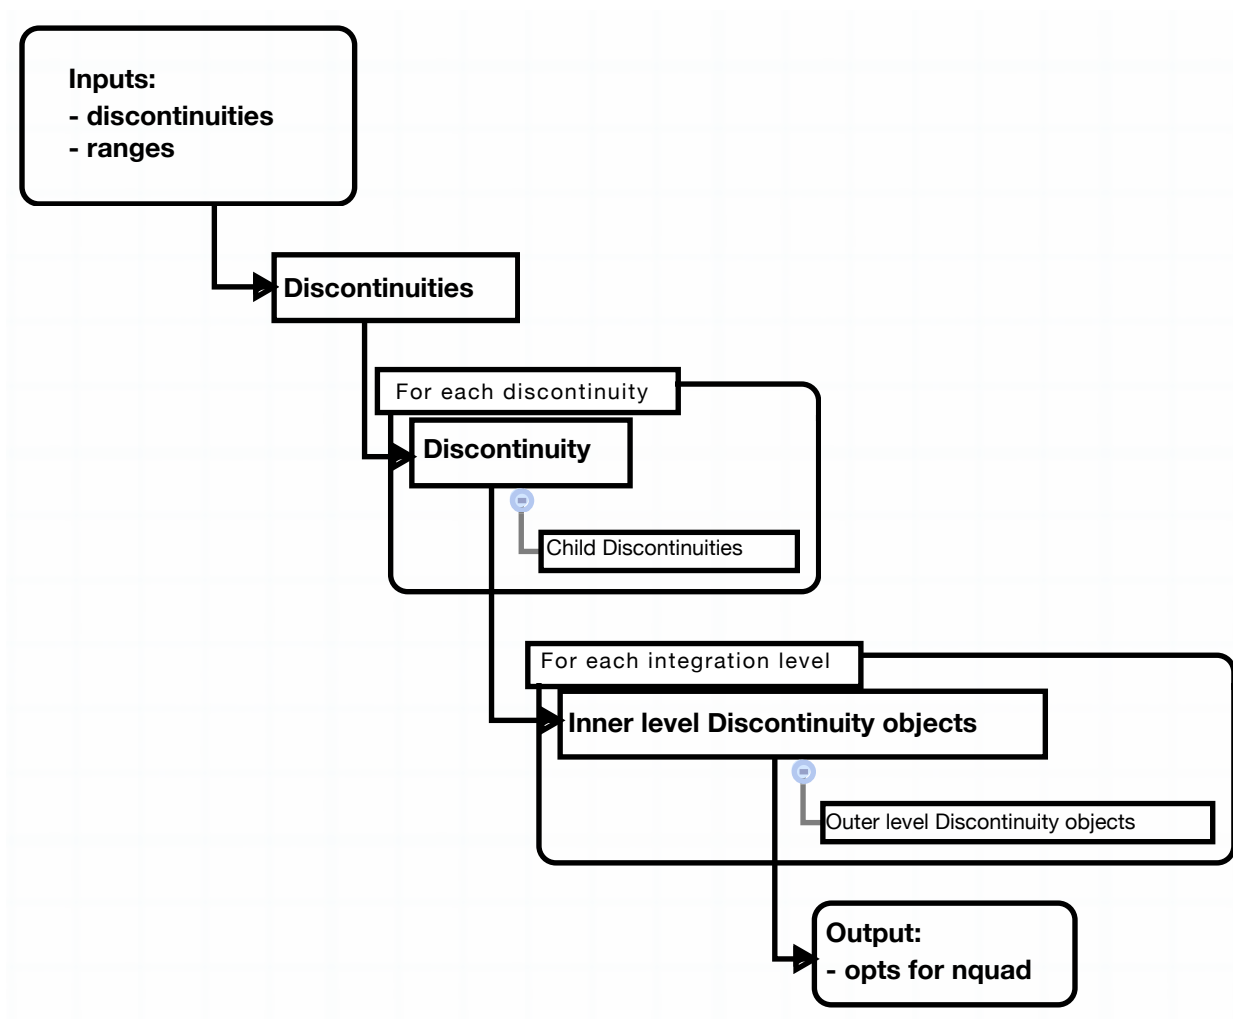 Inputs:
- discontinuities
- ranges
Discontinuities
For each discontinuity
Discontinuity
Child Discontinuities
For each integration level
Inner level Discontinuity objects
Outer level Discontinuity objects
Output:
- opts for nquad